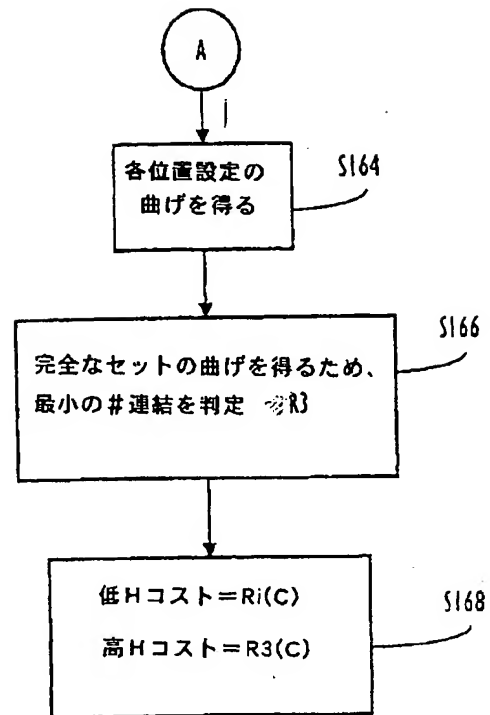 A
各位置設定の
曲げを得る
S164
完全なセットの曲げを得るため、
最小の#連結を判定 R3
S166
低Hコスト=Ri(C)
高Hコスト=R3(C)
S168